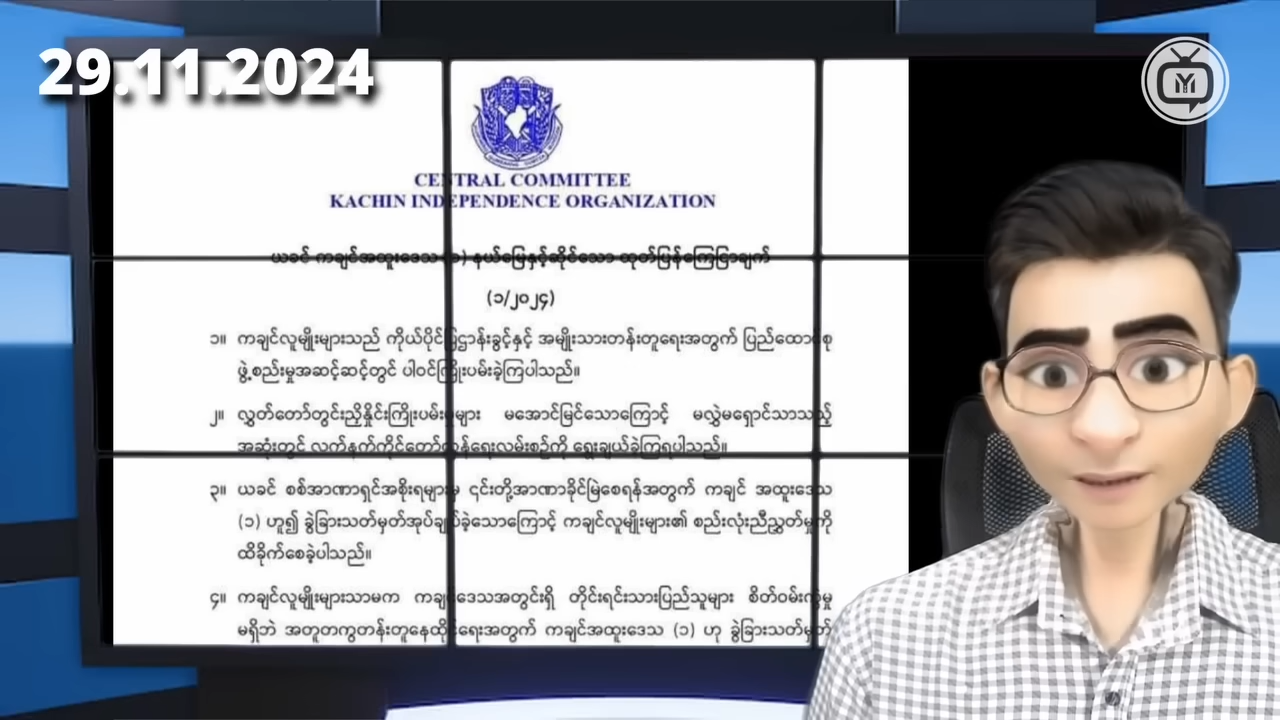 29.11.2024
CENTRAL COMMITTEE
KACHIN INDEPENDENCE ORGANIZATION
ယခင် ကချင်အထူးဒေသ (၁) နယ်မြေနှင့်ဆိုင်သော ထုတ်ပြန်ကြေငြာချက်
(၁/၂၀၂၄)
၁။ ကချင်လူမျိုးများသည် ကိုယ်ပိုင်ပြဌာန်းခွင့်နှင့် အမျိုးသားတန်းတူရေးအတွက် ပြည်ထောင်စု
ဖွဲ့စည်းမှုအဆင့်ဆင့်တွင် ပါဝင်ကြိုးပမ်းခဲ့ကြပါသည်။
၂။ လွှတ်တော်တွင်းညှိနှိုင်းကြိုးပမ်းမှုများ မအောင်မြင်သောကြောင့် မလွှဲမရှောင်သာသည့်
အဆုံးတွင် လက်နက်ကိုင်တော်လှန်ရေးလမ်းစဉ်ကို ရွေးချယ်ခဲ့ကြရပါသည်။
၃။ ယခင် စစ်အာဏာရှင်အစိုးရများမှ ၎င်းတို့အာဏာခိုင်မြဲစေရန်အတွက် ကချင် အထူးဒေသ
(၁) ဟူ၍ ခွဲခြားသတ်မှတ်အုပ်ချုပ်ခဲ့သောကြောင့် ကချင်လူမျိုးများ၏ စည်းလုံးညီညွတ်မှုကို
ထိခိုက်စေခဲ့ပါသည်။
၄။ ကချင်လူမျိုးများသာမက ကချင်ဒေသအတွင်းရှိ တိုင်းရင်းသားပြည်သူများ စိတ်ဝမ်းကွဲမှု
မရှိဘဲ အတူတကွတန်းတူနေထိုင်ရေးအတွက် ကချင်အထူးဒေသ (၁) ဟု ခွဲခြားသတ်မှတ်